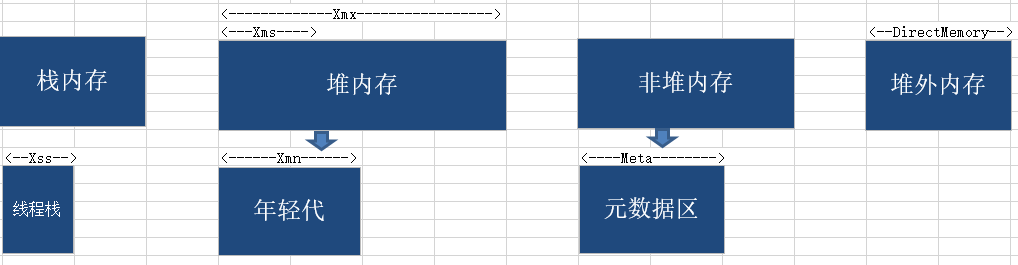 <-------------Xmx----------------->
<---Xms---->
<--DirectMemory-->
栈内存
堆内存
非堆内存
堆外内存
<--Xss-->
<------Xmn------>
<----Meta-------->
线程栈
年轻代
元数据区